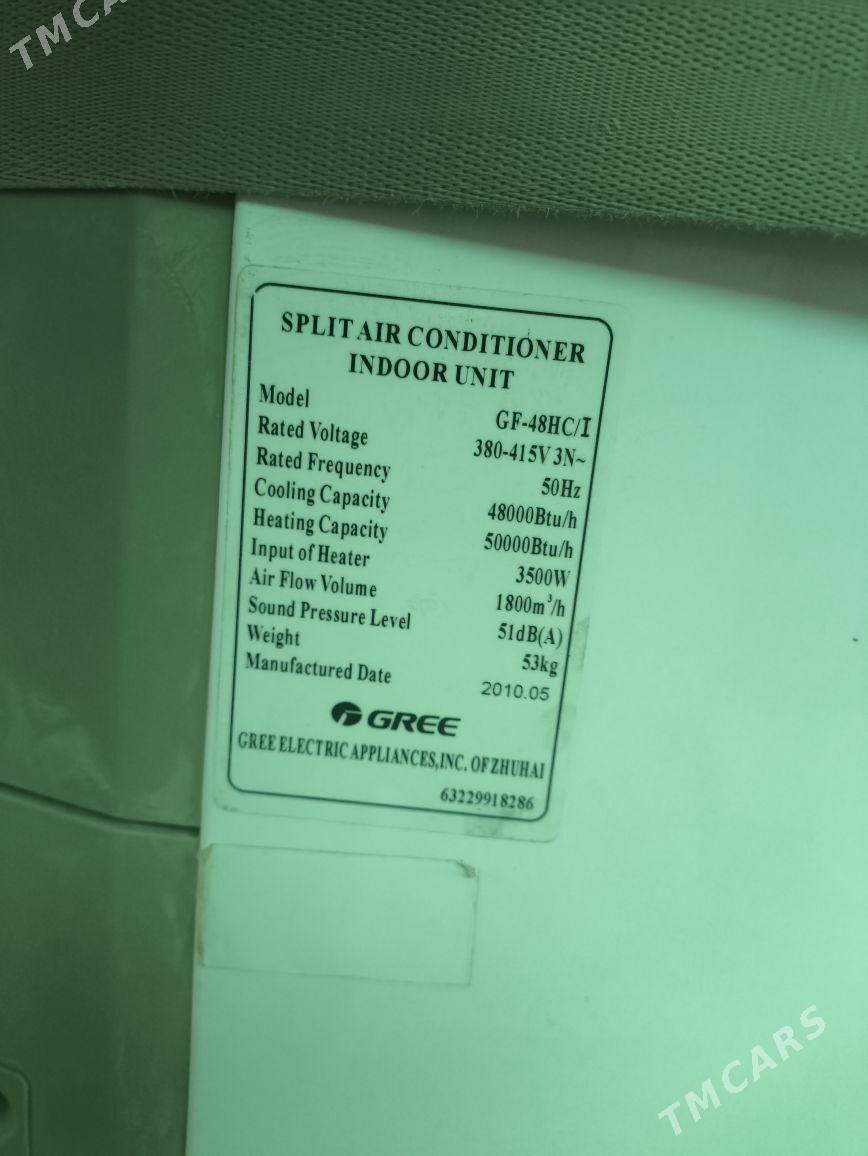 TMCA
SPLIT AIR CONDITIONER
INDOOR UNIT
Model GF-48HC/I
Rated Voltage 380-415V 3N~
Rated Frequency 50Hz
Cooling Capacity 48000Btu/h
Heating Capacity 50000Btu/h
Input of Heater 3500W
Air Flow Volume 1800m³/h
Sound Pressure Level 51dB(A)
Weight 53kg
Manufactured Date 2010.05
GREE
GREE ELECTRIC APPLIANCES,INC. OF ZHUHAI
63229918286
TMCARS